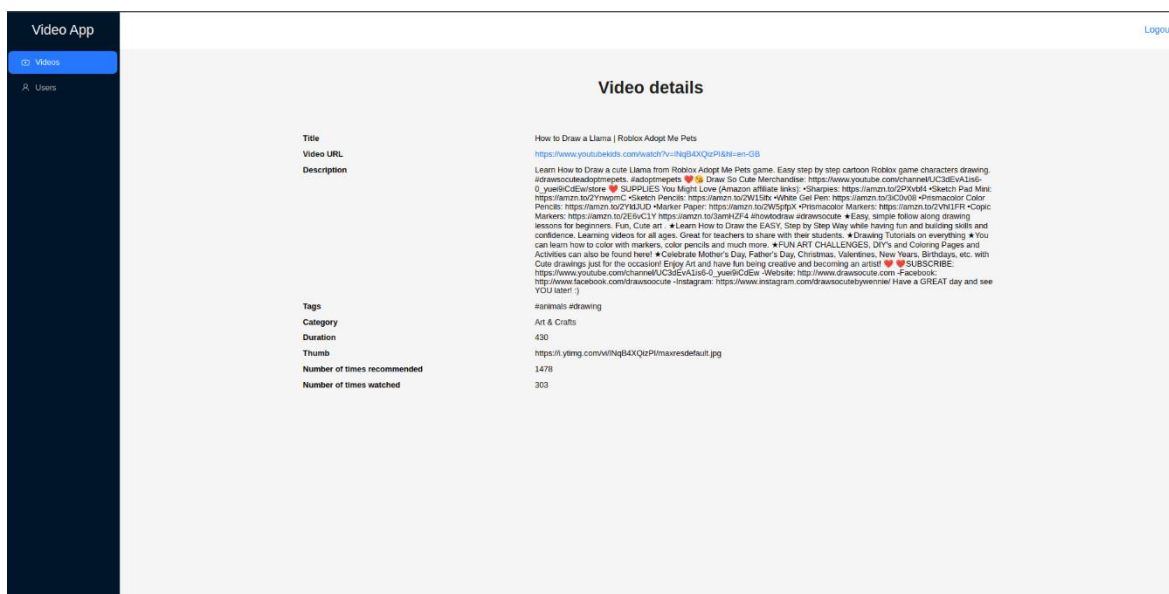 Video App
Logou
Videos
Users
Video details
Title How to Draw a Llama | Roblox Adopt Me Pets
Video URL https://www.youtubekids.com/watch?v=INqB4XQizPI&hl=en-GB
Description Learn How to Draw a cute Llama from Roblox Adopt Me Pets game. Easy step by step cartoon Roblox game characters drawing.
#drawsocuteadoptmepets. #adoptmepets ❤️😘 Draw So Cute Merchandise: https://www.youtube.com/channel/UC3dEvA1is6-
0_yuei9iCdEw/store ❤️ SUPPLIES You Might Love (Amazon affiliate links): •Sharpies: https://amzn.to/2PXvbf4 •Sketch Pad Mini:
https://amzn.to/2YnwpmC •Sketch Pencils: https://amzn.to/2W15lfx •White Gel Pen: https://amzn.to/3iC0v08 •Prismacolor Color
Pencils: https://amzn.to/2YldJUD •Marker Paper: https://amzn.to/2W5pfpX •Prismacolor Markers: https://amzn.to/2Vhl1FR •Copic
Markers: https://amzn.to/2E6vC1Y https://amzn.to/3amHZF4 #howtodraw #drawsocute ★Easy, simple follow along drawing
lessons for beginners. Fun, Cute art . ★Learn How to Draw the EASY, Step by Step Way while having fun and building skills and
confidence. Learning videos for all ages. Great for teachers to share with their students. ★Drawing Tutorials on everything ★You
can learn how to color with markers, color pencils and much more. ★FUN ART CHALLENGES, DIY's and Coloring Pages and
Activities can also be found here! ★Celebrate Mother's Day, Father's Day, Christmas, Valentines, New Years, Birthdays, etc. with
Cute drawings just for the occasion! Enjoy Art and have fun being creative and becoming an artist! ❤️ ❤️SUBSCRIBE:
https://www.youtube.com/channel/UC3dEvA1is6-0_yuei9iCdEw -Website: http://www.drawsocute.com -Facebook:
http://www.facebook.com/drawsoocute -Instagram: https://www.instagram.com/drawsocutebywennie/ Have a GREAT day and see
YOU later! :)
Tags #animals #drawing
Category Art & Crafts
Duration 430
Thumb https://i.ytimg.com/vi/INqB4XQizPI/maxresdefault.jpg
Number of times recommended 1478
Number of times watched 303